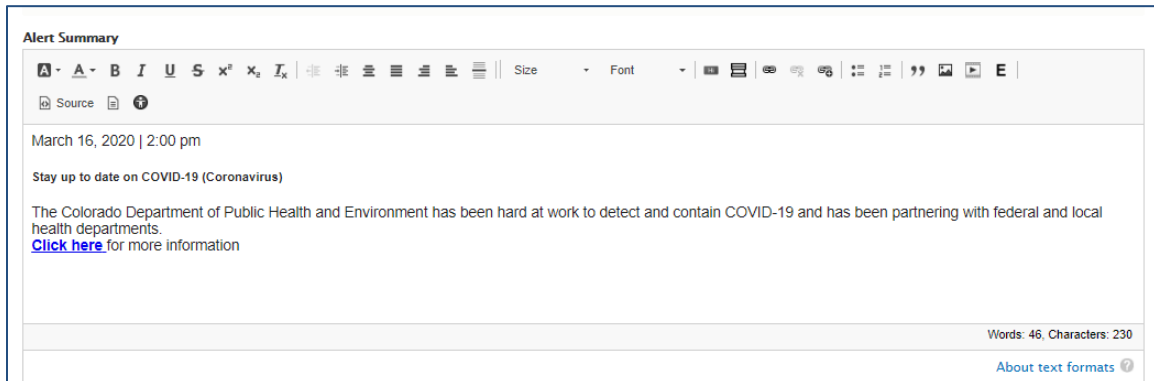 Alert Summary
A A B I U S x² x₂ Ix Size Font E
Source
March 16, 2020 | 2:00 pm
Stay up to date on COVID-19 (Coronavirus)
The Colorado Department of Public Health and Environment has been hard at work to detect and contain COVID-19 and has been partnering with federal and local
health departments.
Click here for more information
Words: 46, Characters: 230
About text formats ?